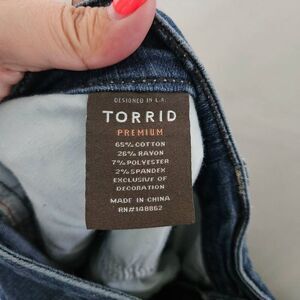 DESIGNED IN L.A.
TORRID
PREMIUM
65% COTTON
26% RAYON
7% POLYESTER
2% SPANDEX
EXCLUSIVE OF
DECORATION
MADE IN CHINA
RN#148862